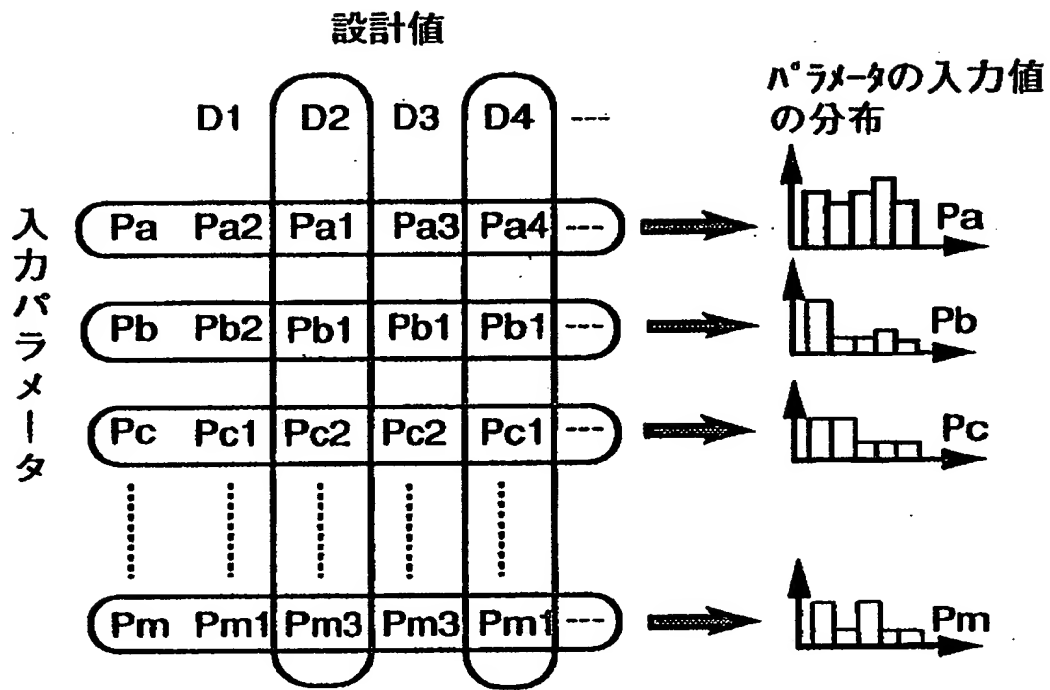 設計値
パラメータの入力値
の分布
D1 D2 D3 D4 ---
入力パラメータ
Pa Pa2 Pa1 Pa3 Pa4 --- Pa
Pb Pb2 Pb1 Pb1 Pb1 --- Pb
Pc Pc1 Pc2 Pc2 Pc1 --- Pc
Pm Pm1 Pm3 Pm3 Pm1 --- Pm